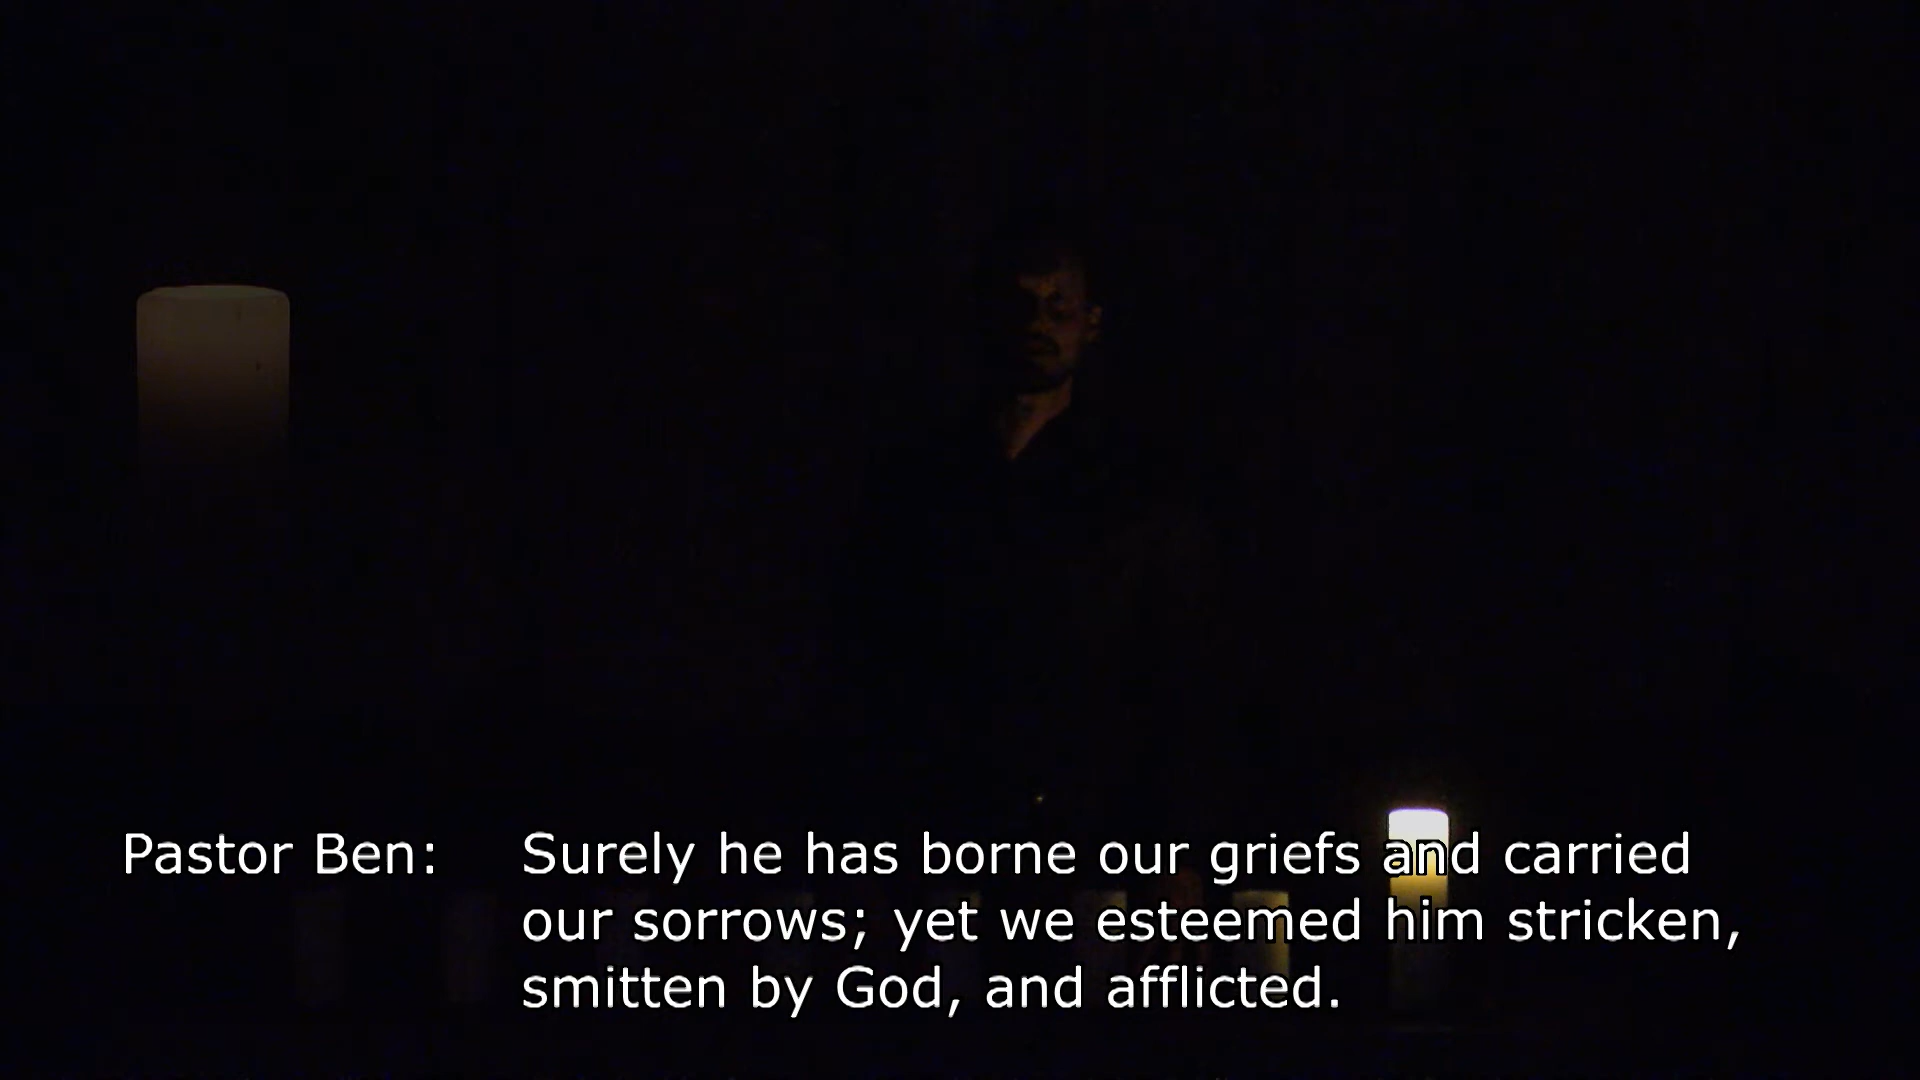 Pastor Ben: Surely he has borne our griefs and carried
our sorrows; yet we esteemed him stricken,
smitten by God, and afflicted.